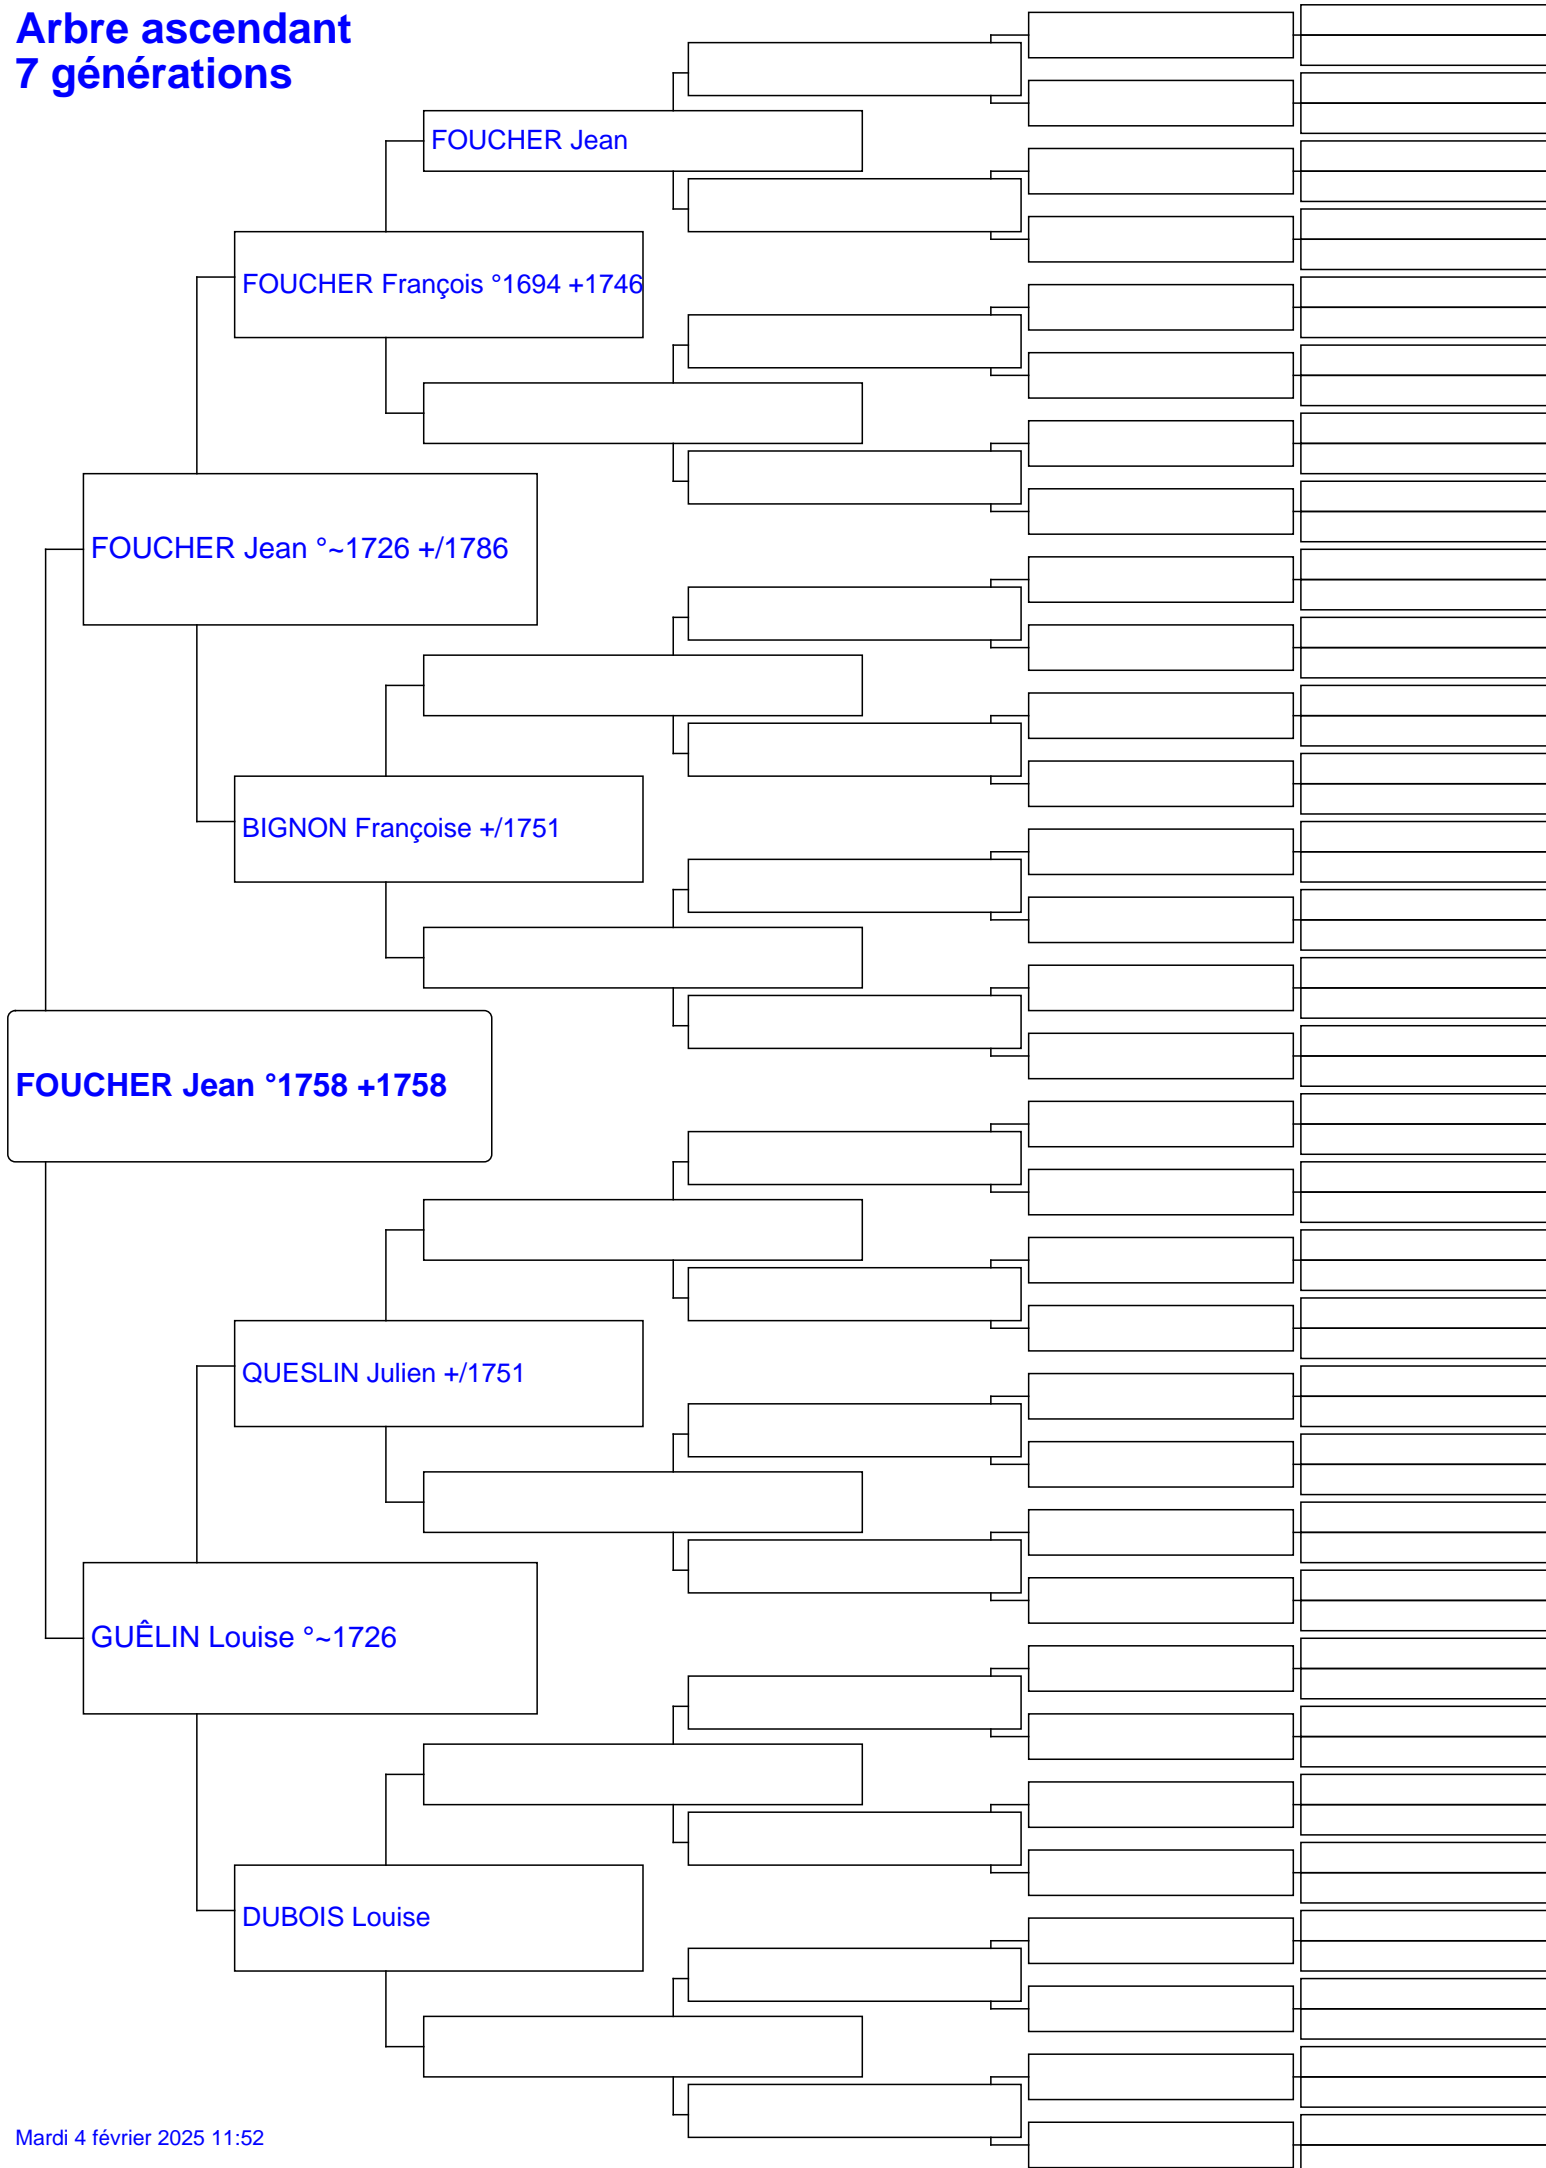 Arbre ascendant
7 générations
FOUCHER Jean
FOUCHER François °1694 +1746
FOUCHER Jean °~1726 +/1786
BIGNON Françoise +/1751
FOUCHER Jean °1758 +1758
QUESLIN Julien +/1751
GUÊLIN Louise °~1726
DUBOIS Louise
Mardi 4 février 2025 11:52